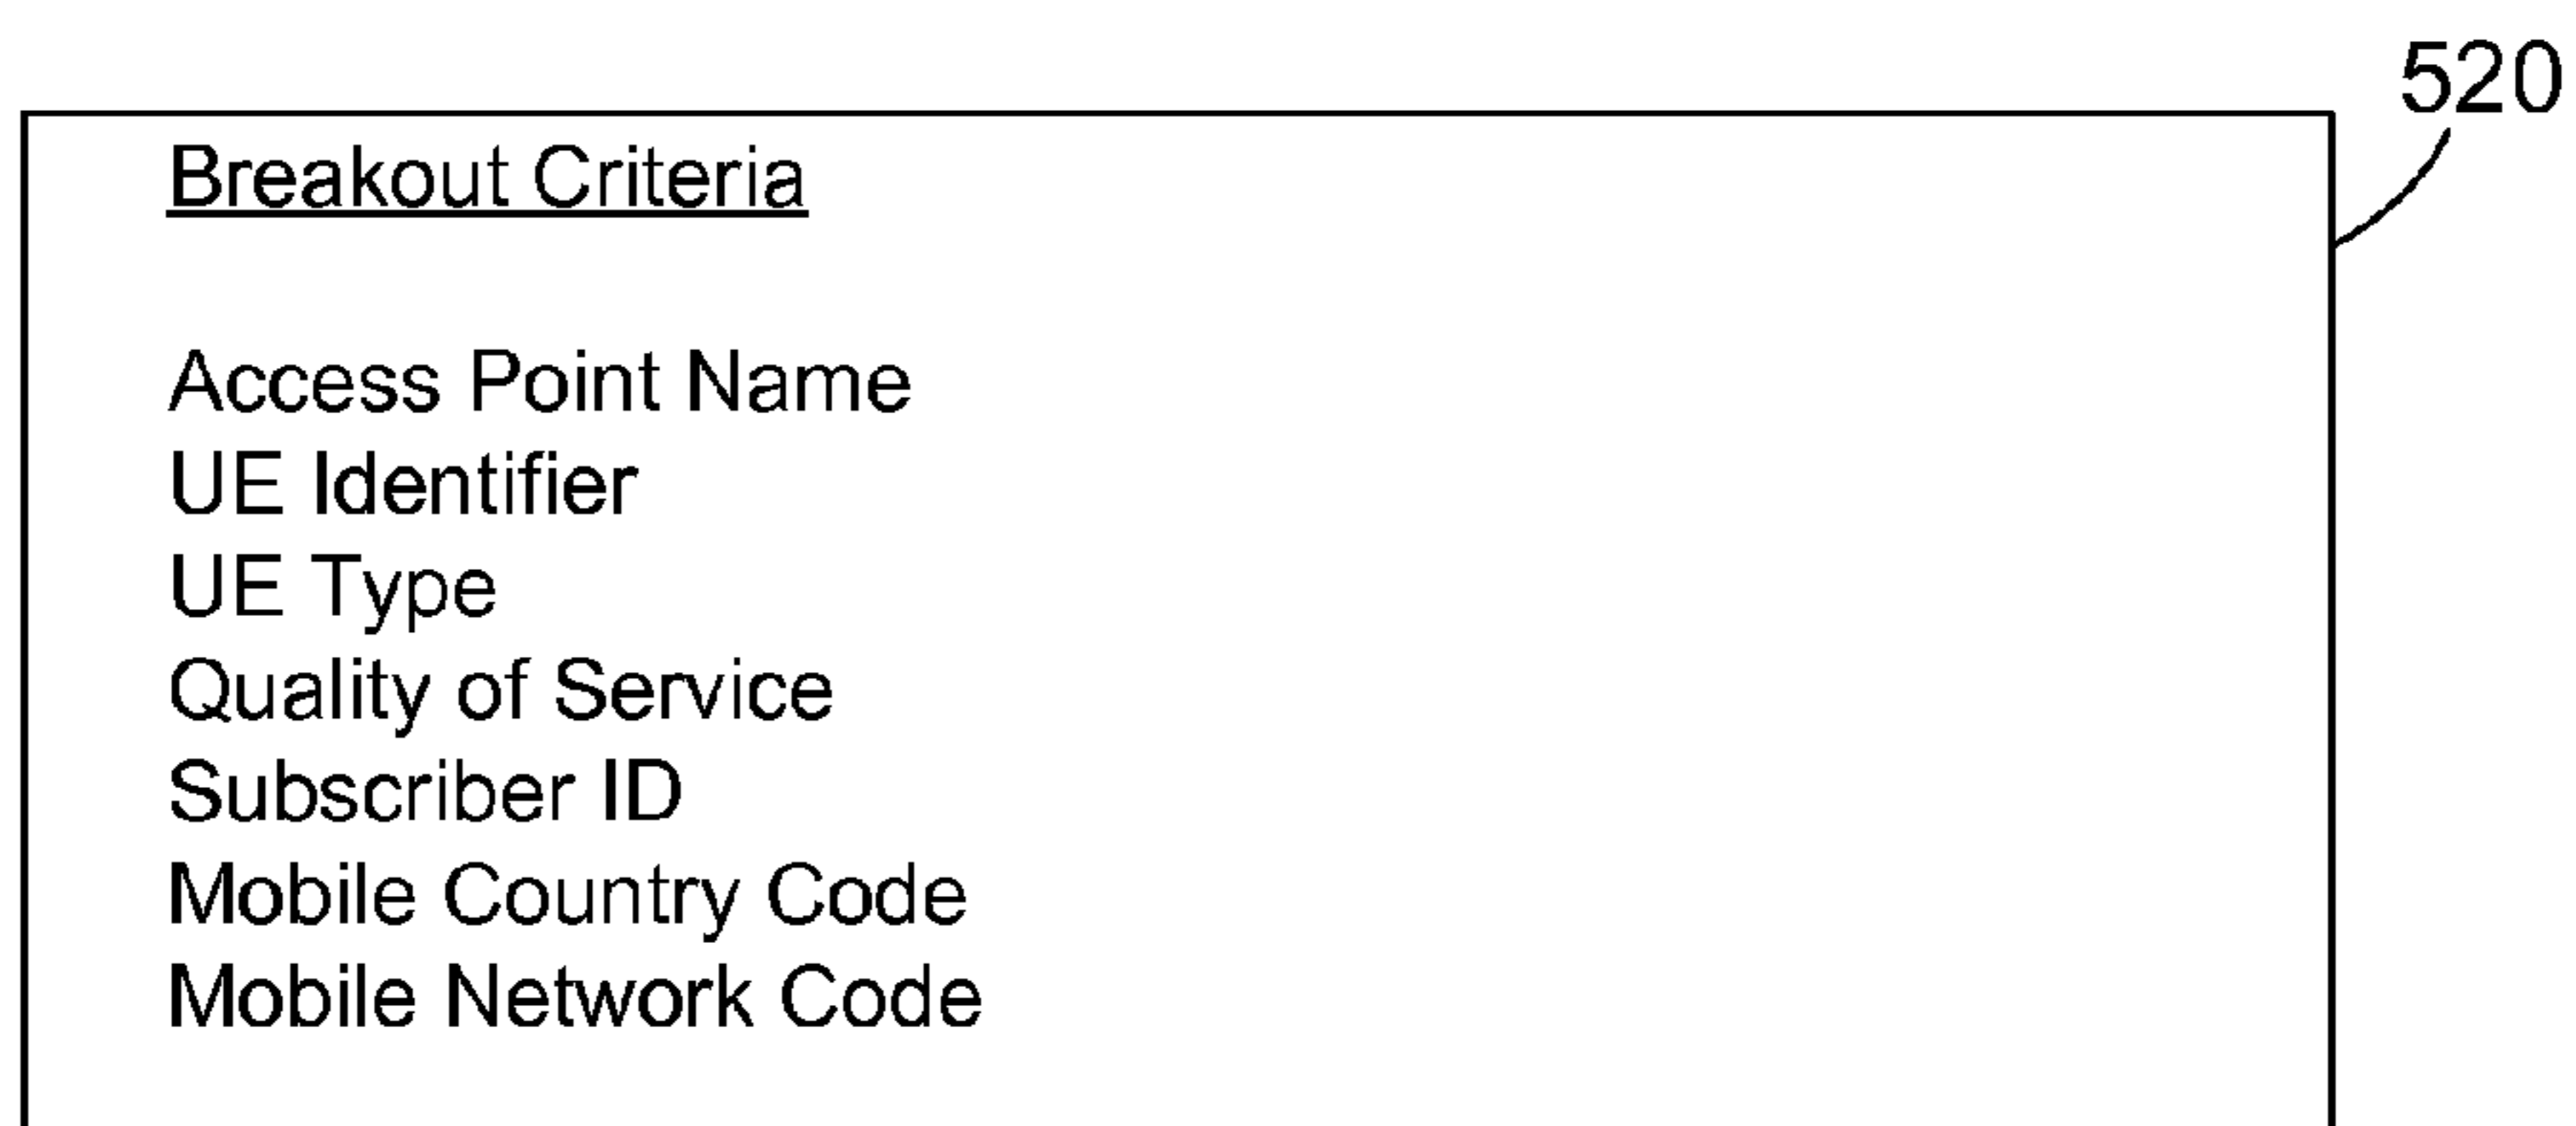 520
Breakout Criteria
Access Point Name
UE Identifier
UE Type
Quality of Service
Subscriber ID
Mobile Country Code
Mobile Network Code